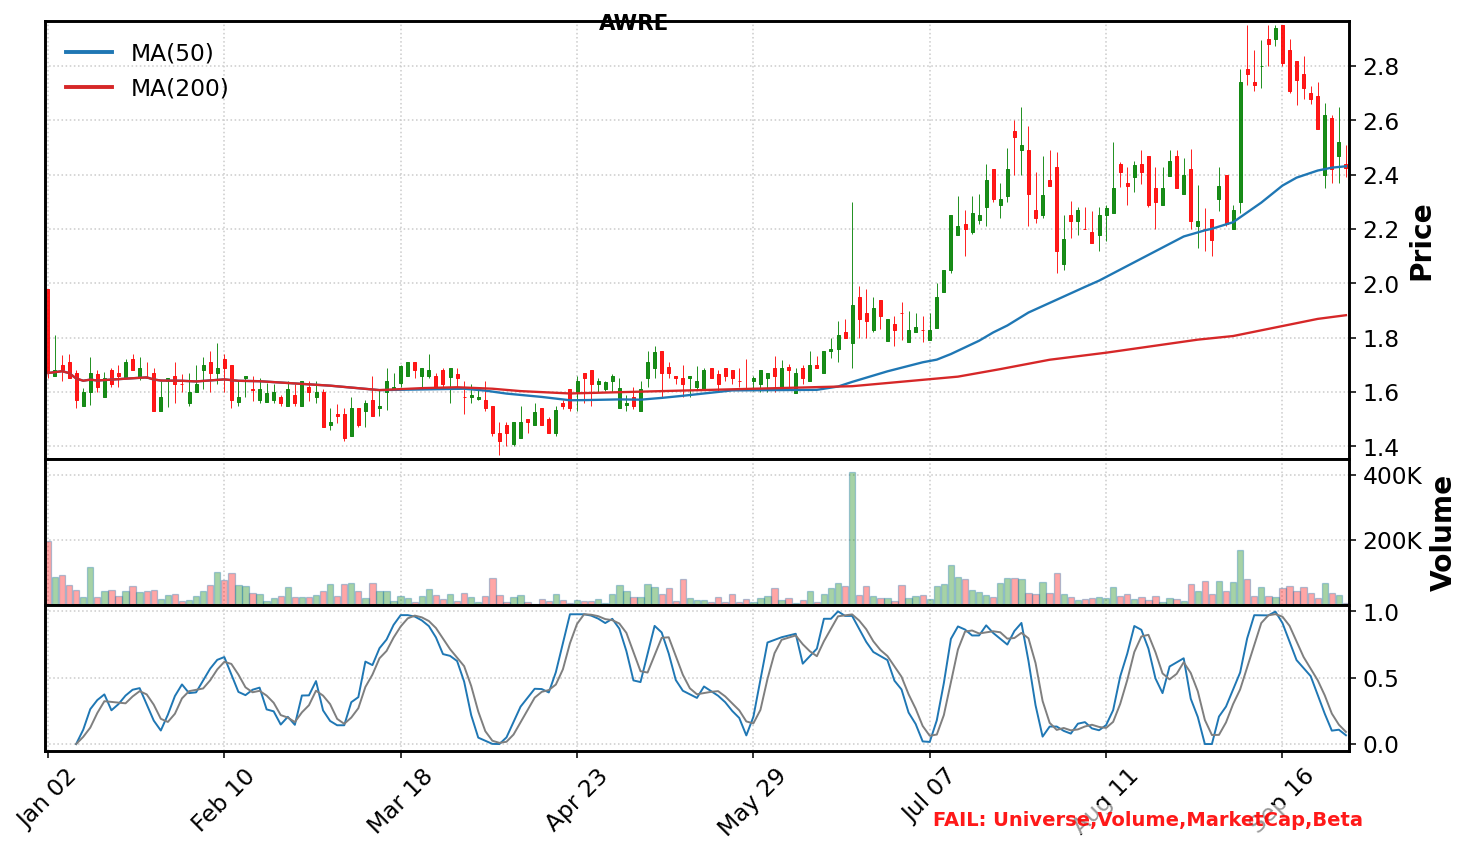 AWRE
MA(50)
MA(200)
2.8
2.6
2.4
2.2
2.0
1.8
1.6
1.4
Price
400K
200K
Volume
1.0
0.5
0.0
Jan 02
Feb 10
Mar 18
Apr 23
May 29
Jul 07
Aug 11
Sep 16
FAIL: Universe,Volume,MarketCap,Beta